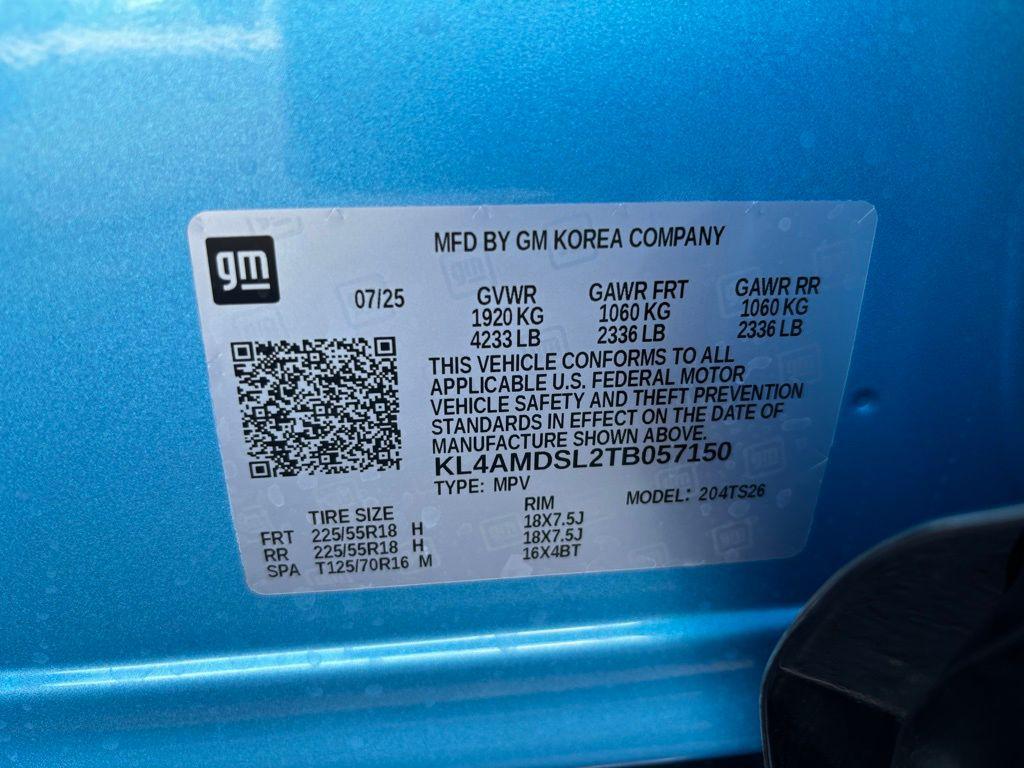 gm
MFD BY GM KOREA COMPANY
07/25
GVWR GAWR FRT GAWR RR
1920 KG 1060 KG 1060 KG
4233 LB 2336 LB 2336 LB
THIS VEHICLE CONFORMS TO ALL
APPLICABLE U.S. FEDERAL MOTOR
VEHICLE SAFETY AND THEFT PREVENTION
STANDARDS IN EFFECT ON THE DATE OF
MANUFACTURE SHOWN ABOVE.
KL4AMDSL2TB057150
TYPE: MPV MODEL: 204TS26
TIRE SIZE RIM
FRT 225/55R18 H 18X7.5J
RR 225/55R18 H 18X7.5J
SPA T125/70R16 M 16X4BT